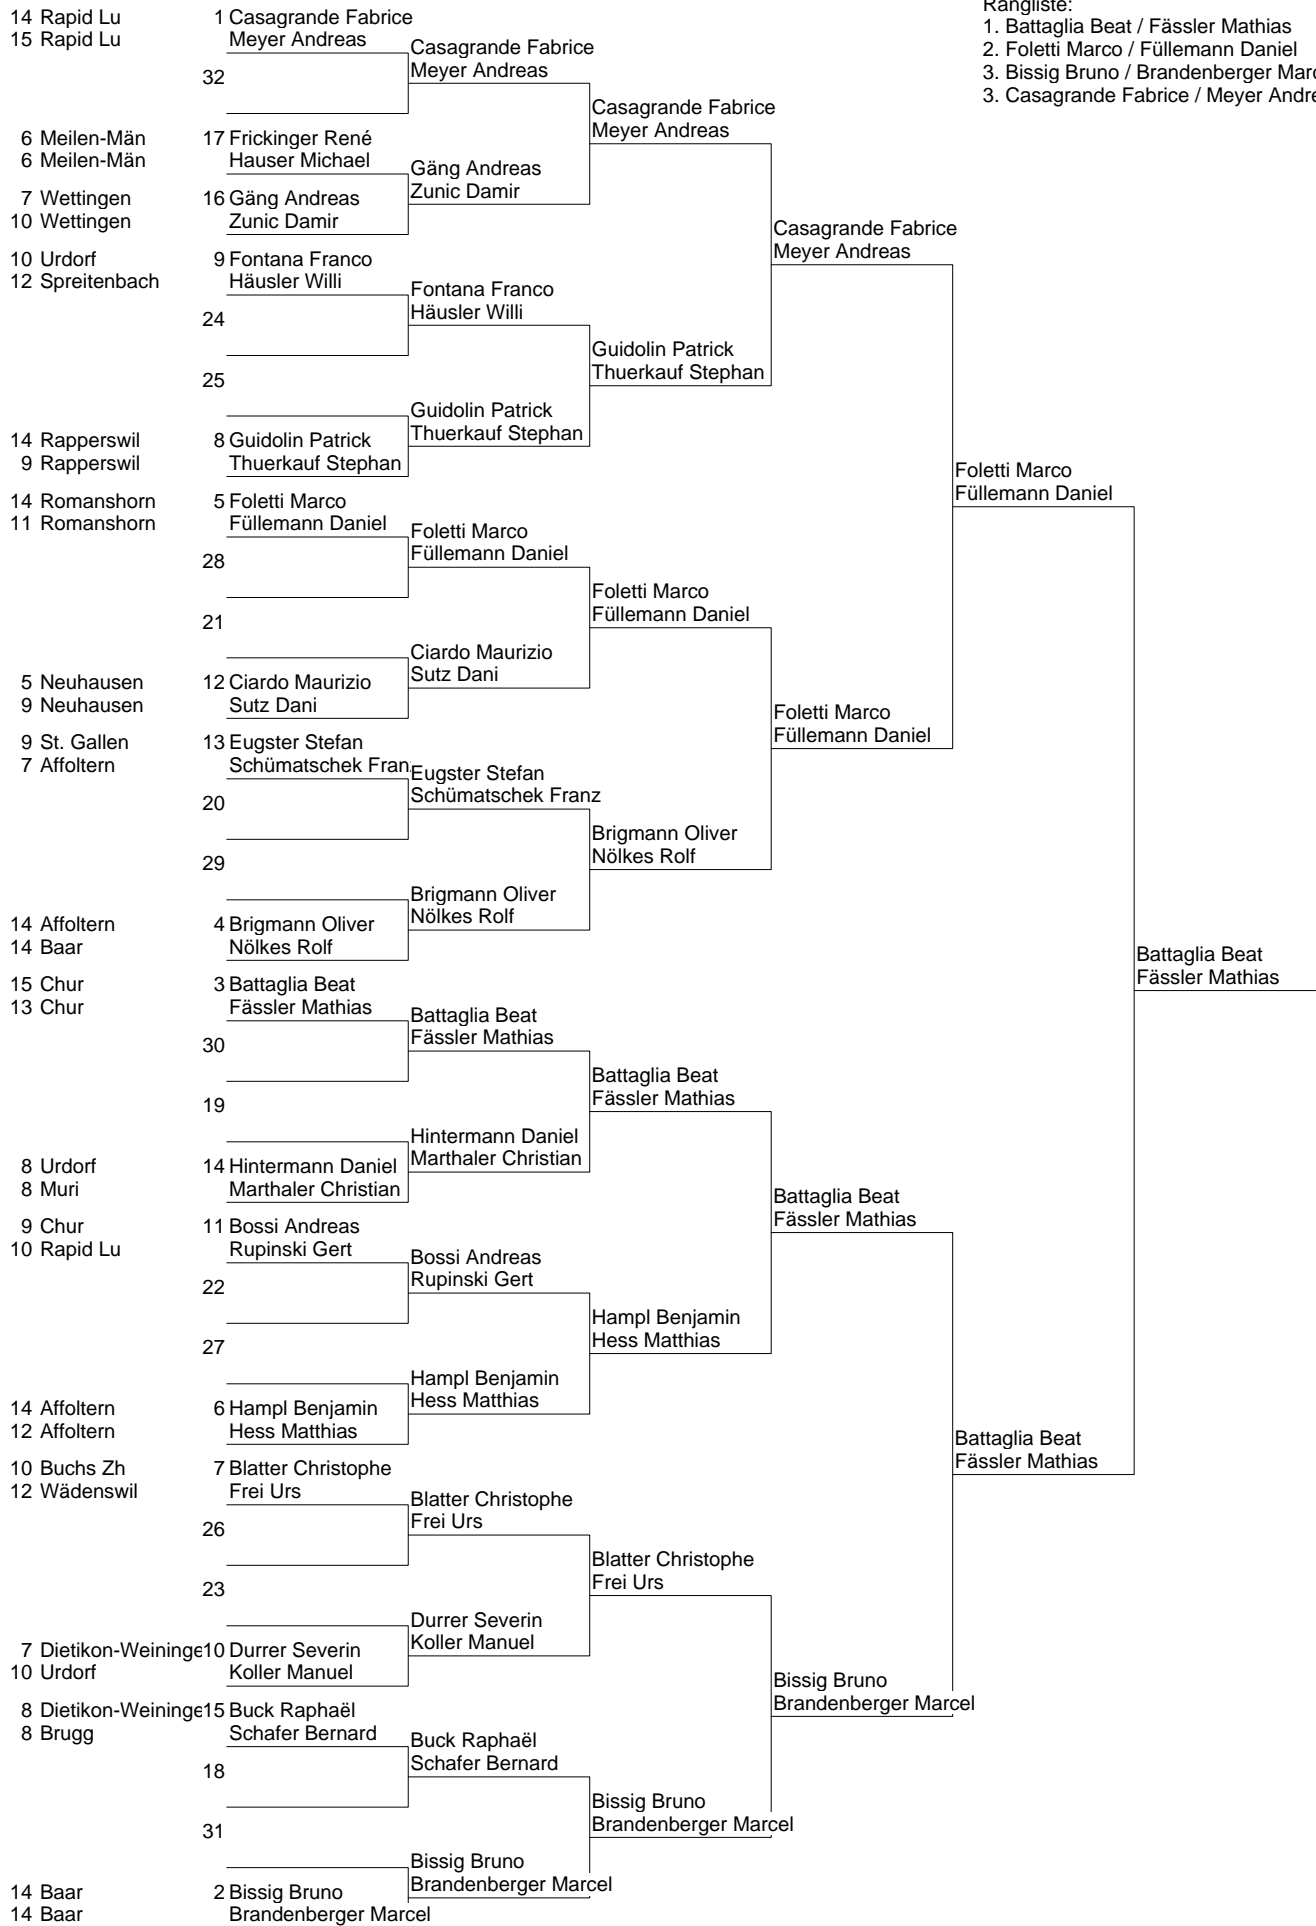 Rangliste:
1. Battaglia Beat / Fässler Mathias
2. Foletti Marco / Füllemann Daniel
3. Bissig Bruno / Brandenberger Marc
3. Casagrande Fabrice / Meyer Andre
14 Rapid Lu 1 Casagrande Fabrice
15 Rapid Lu Meyer Andreas
32
6 Meilen-Män 17 Frickinger René
6 Meilen-Män Hauser Michael
7 Wettingen 16 Gäng Andreas
10 Wettingen Zunic Damir
10 Urdorf 9 Fontana Franco
12 Spreitenbach Häusler Willi
24
25
14 Rapperswil 8 Guidolin Patrick
9 Rapperswil Thuerkauf Stephan
14 Romanshorn 5 Foletti Marco
11 Romanshorn Füllemann Daniel
28
21
5 Neuhausen 12 Ciardo Maurizio
9 Neuhausen Sutz Dani
9 St. Gallen 13 Eugster Stefan
7 Affoltern Schümatschek Franz
20
29
14 Affoltern 4 Brigmann Oliver
14 Baar Nölkes Rolf
15 Chur 3 Battaglia Beat
13 Chur Fässler Mathias
30
19
8 Urdorf 14 Hintermann Daniel
8 Muri Marthaler Christian
9 Chur 11 Bossi Andreas
10 Rapid Lu Rupinski Gert
22
27
14 Affoltern 6 Hampl Benjamin
12 Affoltern Hess Matthias
10 Buchs Zh 7 Blatter Christophe
12 Wädenswil Frei Urs
26
23
7 Dietikon-Weininge 10 Durrer Severin
10 Urdorf Koller Manuel
8 Dietikon-Weininge 15 Buck Raphaël
8 Brugg Schafer Bernard
18
31
14 Baar 2 Bissig Bruno
14 Baar Brandenberger Marcel
Casagrande Fabrice
Meyer Andreas
Gäng Andreas
Zunic Damir
Fontana Franco
Häusler Willi
Guidolin Patrick
Thuerkauf Stephan
Foletti Marco
Füllemann Daniel
Ciardo Maurizio
Sutz Dani
Eugster Stefan
Schümatschek Franz
Brigmann Oliver
Nölkes Rolf
Battaglia Beat
Fässler Mathias
Hintermann Daniel
Marthaler Christian
Bossi Andreas
Rupinski Gert
Hampl Benjamin
Hess Matthias
Blatter Christophe
Frei Urs
Durrer Severin
Koller Manuel
Buck Raphaël
Schafer Bernard
Bissig Bruno
Brandenberger Marcel
Casagrande Fabrice
Meyer Andreas
Guidolin Patrick
Thuerkauf Stephan
Foletti Marco
Füllemann Daniel
Brigmann Oliver
Nölkes Rolf
Battaglia Beat
Fässler Mathias
Hampl Benjamin
Hess Matthias
Blatter Christophe
Frei Urs
Bissig Bruno
Brandenberger Marcel
Casagrande Fabrice
Meyer Andreas
Foletti Marco
Füllemann Daniel
Battaglia Beat
Fässler Mathias
Bissig Bruno
Brandenberger Marcel
Foletti Marco
Füllemann Daniel
Battaglia Beat
Fässler Mathias
Battaglia Beat
Fässler Mathias